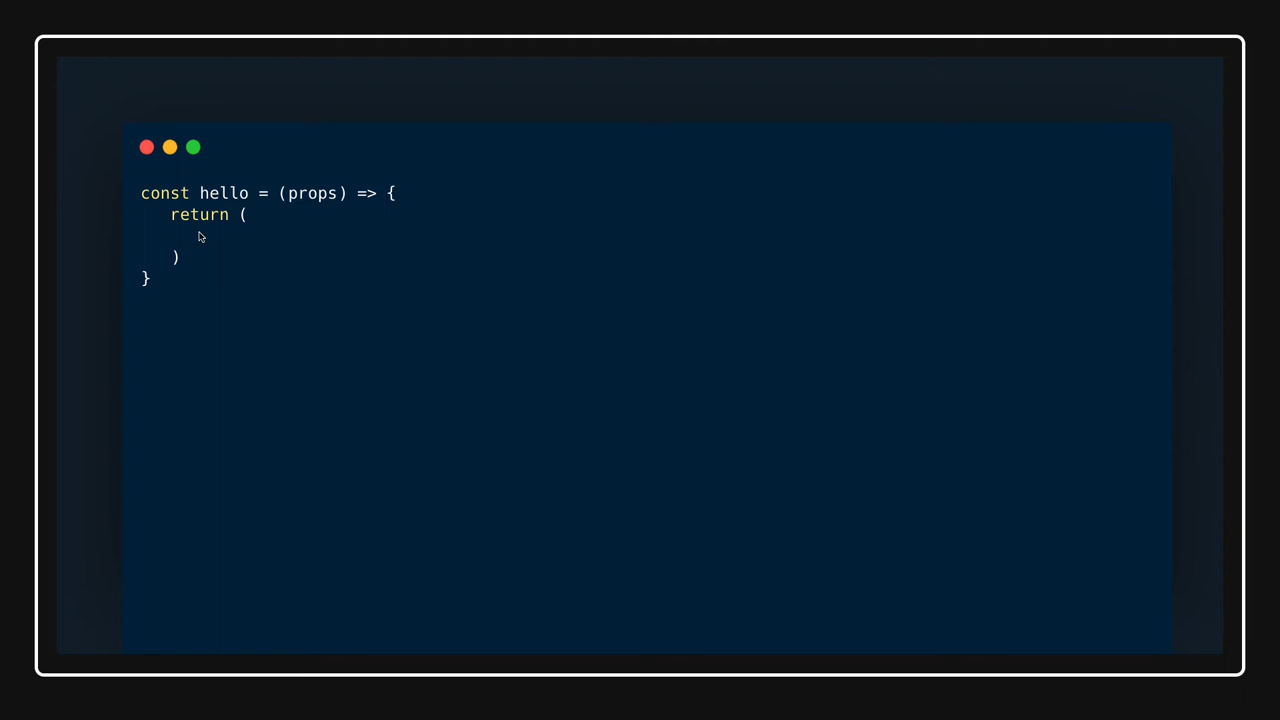 const hello = (props) => {
   return (

   )
}